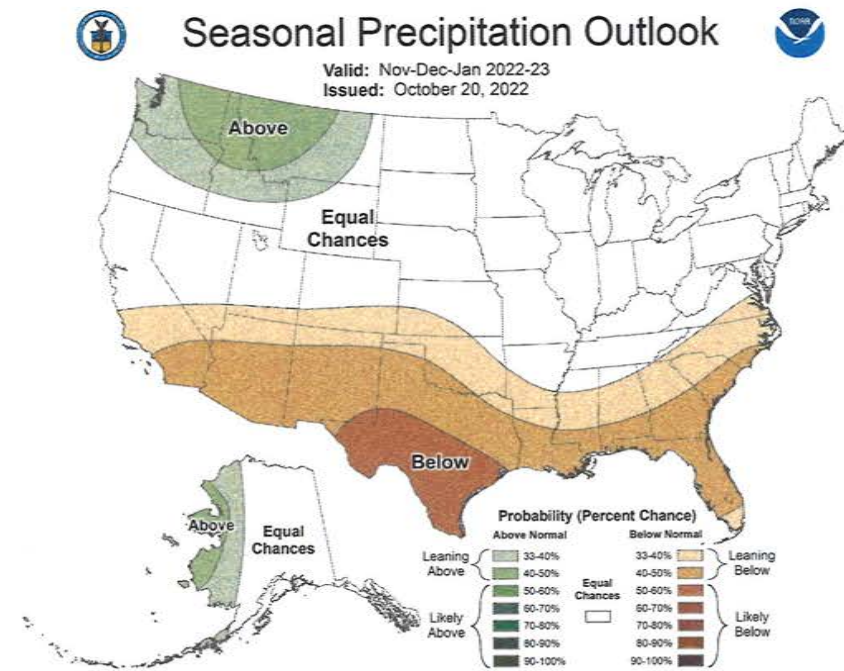 Seasonal Precipitation Outlook
NOAA
Valid: Nov-Dec-Jan 2022-23
Issued: October 20, 2022
Above
Equal
Chances
Below
Above
Equal
Chances
Probability (Percent Chance)
Above Normal
Below Normal
Leaning
Above
33-40%
40-50%
Likely
Above
50-60%
60-70%
70-80%
80-90%
90-100%
Equal
Chances
33-40%
40-50%
Leaning
Below
50-60%
60-70%
70-80%
80-90%
90-100%
Likely
Below